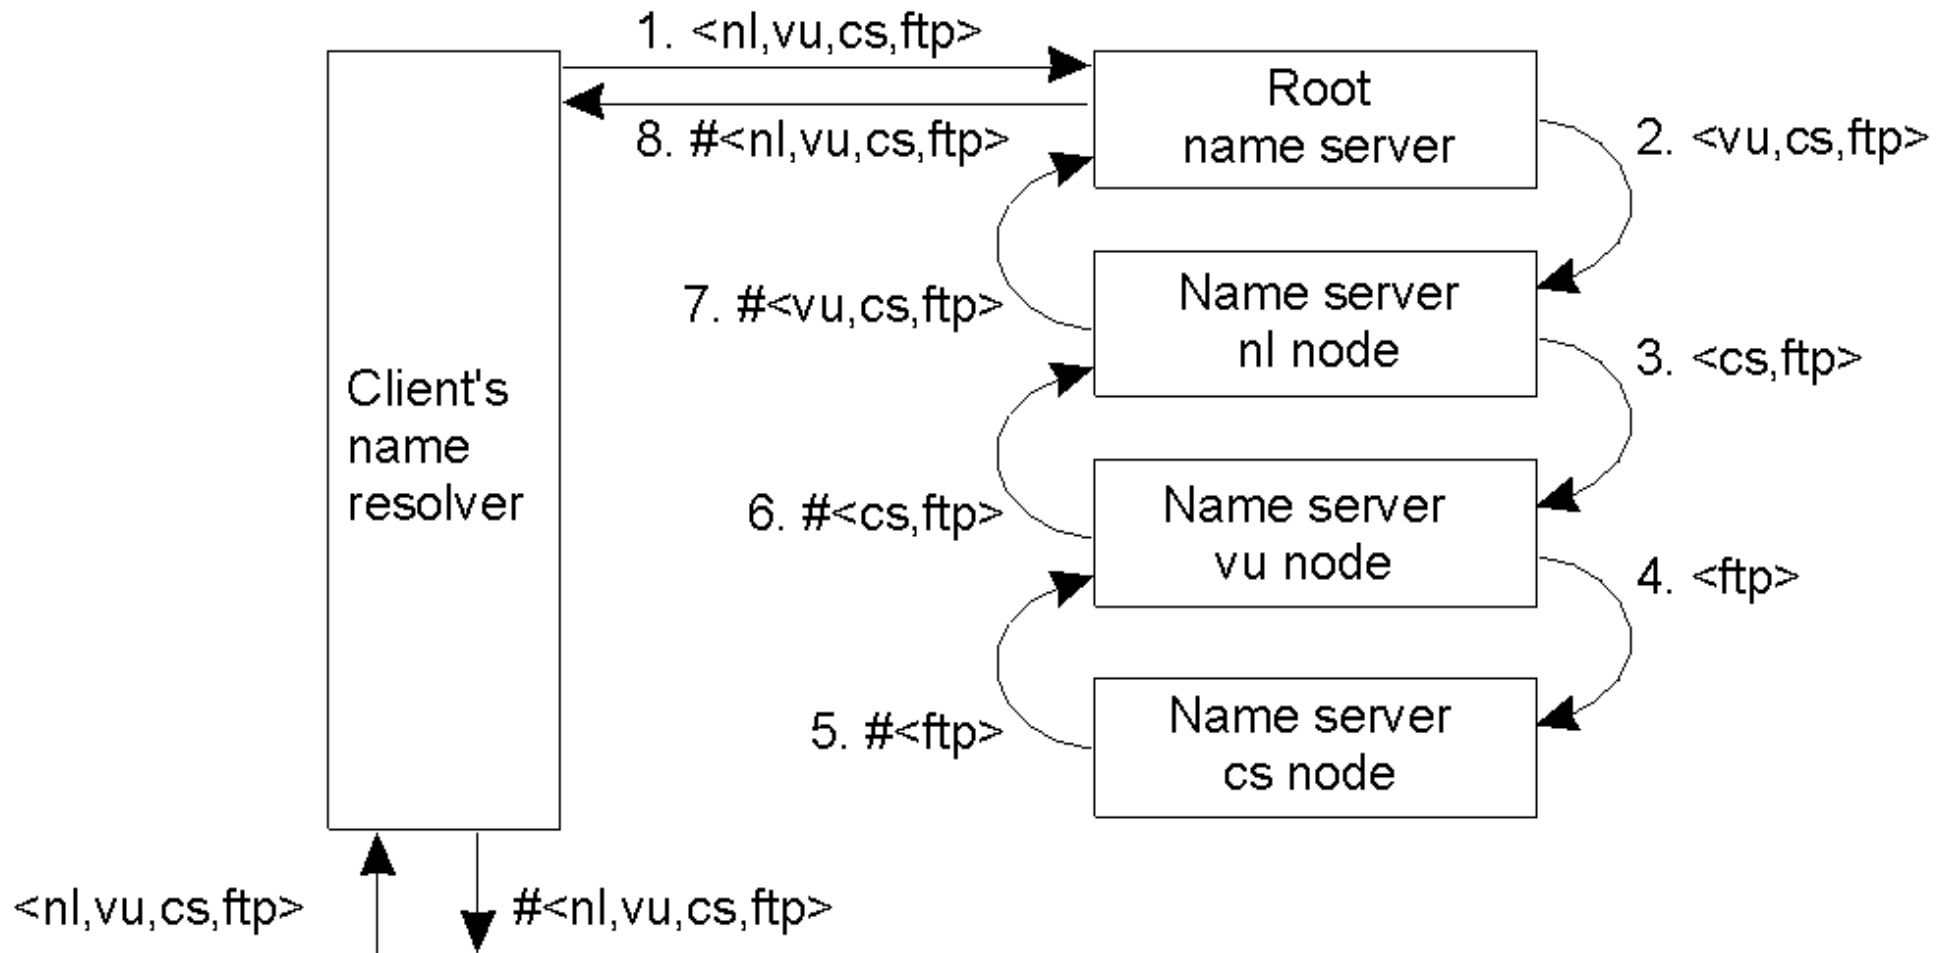 1. <nl,vu,cs,ftp>
8. #<nl,vu,cs,ftp>
Root
name server
2. <vu,cs,ftp>
7. #<vu,cs,ftp>
Name server
nl node
3. <cs,ftp>
Client's
name
resolver
6. #<cs,ftp>
Name server
vu node
4. <ftp>
5. #<ftp>
Name server
cs node
<nl,vu,cs,ftp>
#<nl,vu,cs,ftp>